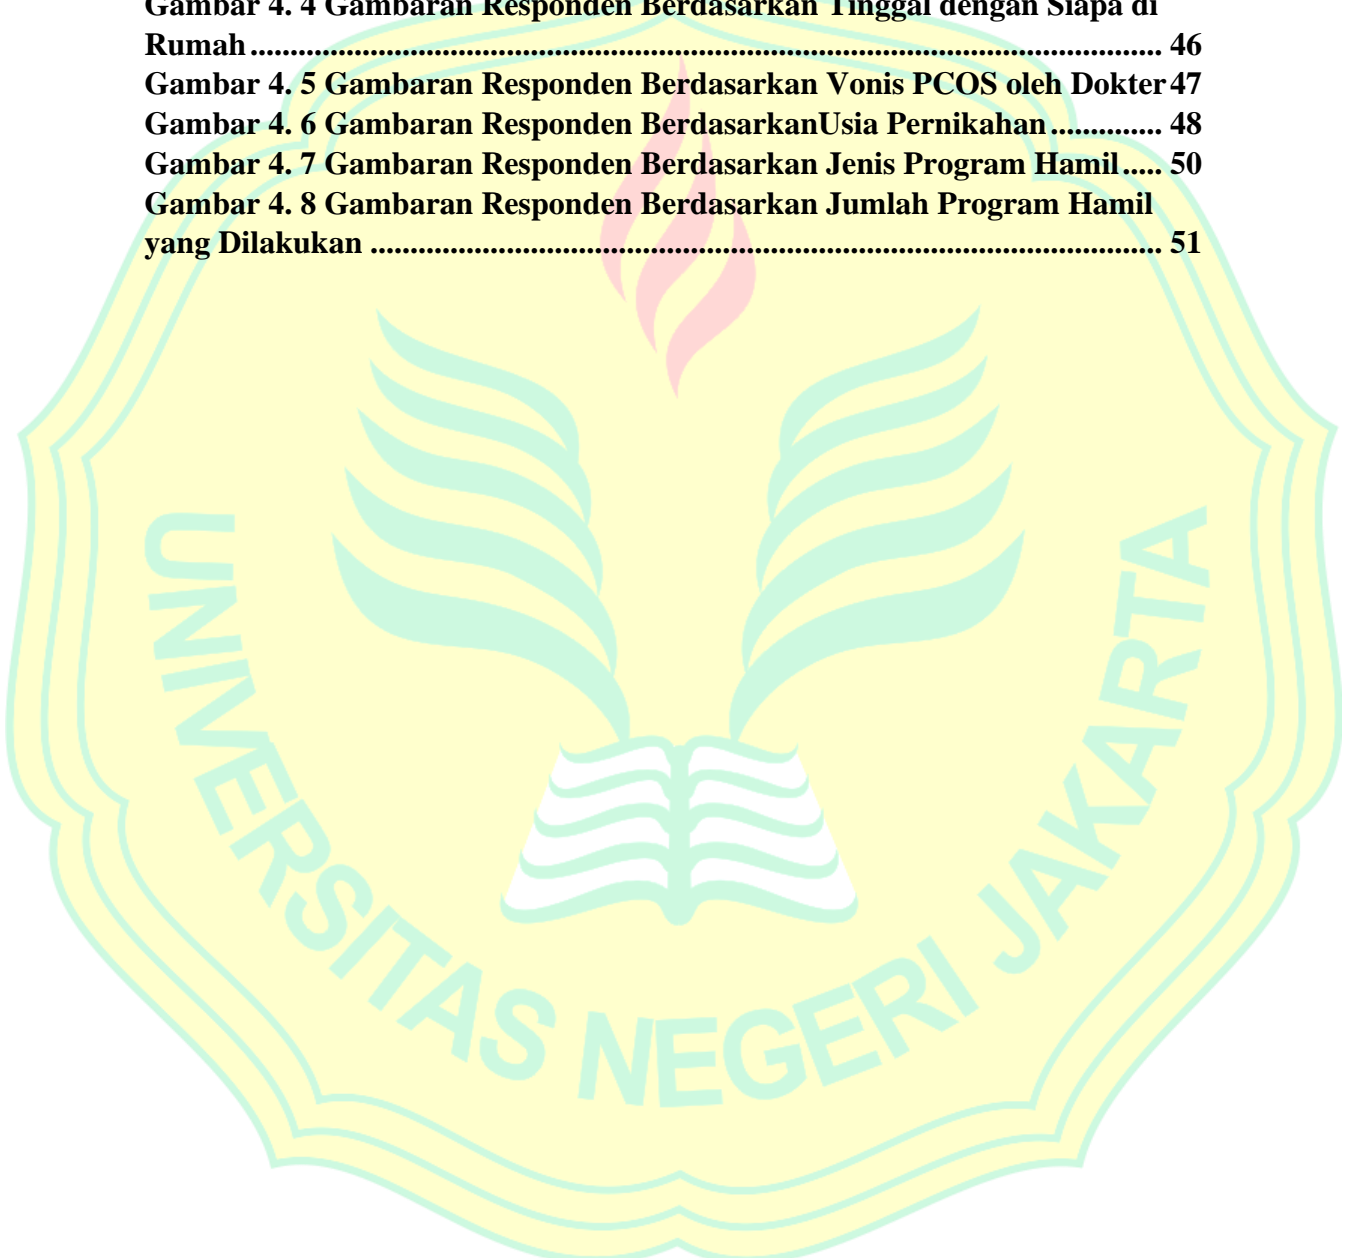 Gambar 4. 4 Gambaran Responden Berdasarkan Tinggal dengan Siapa di
Rumah.................................................................................................................... 46
Gambar 4. 5 Gambaran Responden Berdasarkan Vonis PCOS oleh Dokter 47
Gambar 4. 6 Gambaran Responden BerdasarkanUsia Pernikahan.............. 48
Gambar 4. 7 Gambaran Responden Berdasarkan Jenis Program Hamil..... 50
Gambar 4. 8 Gambaran Responden Berdasarkan Jumlah Program Hamil
yang Dilakukan ..................................................................................................... 51
UNIVERSITAS NEGERI JAKARTA